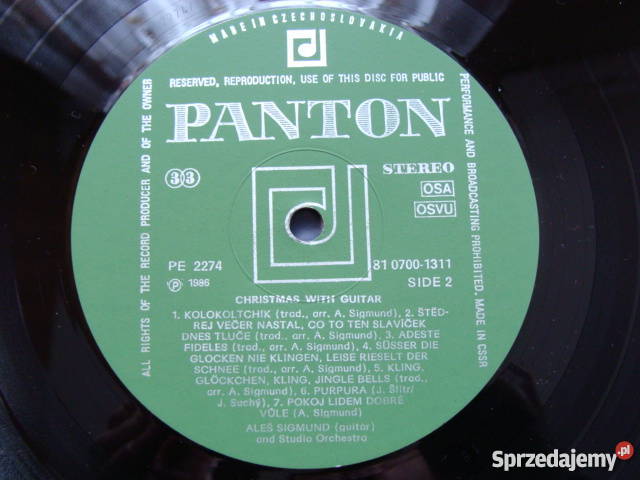 MADE IN CZECHOSLOVAKIA
RESERVED, REPRODUCTION, USE OF THIS DISC FOR PUBLIC
PERFORMANCE AND BROADCASTING PROHIBITED. MADE IN CSSR
ALL RIGHTS OF THE RECORD PRODUCER AND OF THE OWNER
PANTON
33
STEREO
OSA
OSVU
PE 2274
81 0700-1311
℗ 1986
SIDE 2
CHRISTMAS WITH GUITAR
1. KOLOKOLTCHIK (trad., arr. A. Sigmund), 2. ŠTĚD-
REJ VEČER NASTAL, CO TO TEN SLAVÍČEK
DNES TLUČE (trad., arr. A. Sigmund), 3. ADESTE
FIDELES (trad., arr. A. Sigmund), 4. SÜSSER DIE
GLOCKEN NIE KLINGEN, LEISE RIESELT DER
SCHNEE (trad., arr. A. Sigmund), 5. KLING,
GLÖCKCHEN, KLING, JINGLE BELLS (trad.,
arr. A. Sigmund), 6. PURPURA (J. Šlitr/
J. Suchý), 7. POKOJ LIDEM DOBRÉ
VŮLE (A. Sigmund)
ALEŠ SIGMUND (guitar)
and Studio Orchestra
Sprzedajemy.pl